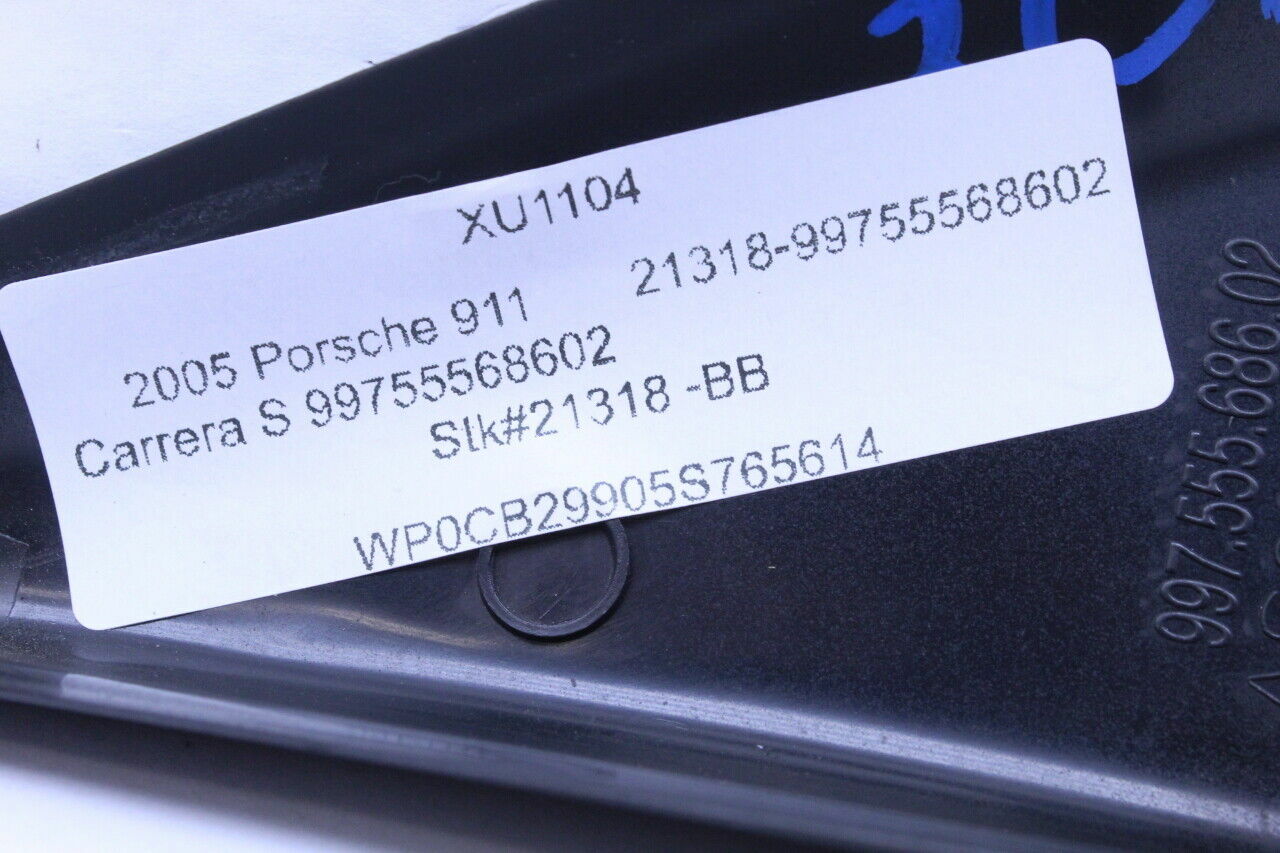 XU1104
2005 Porsche 911 21318-99755568602
Carrera S 99755568602
Stk#21318 -BB
WP0CB29905S765614
997.555.686.02